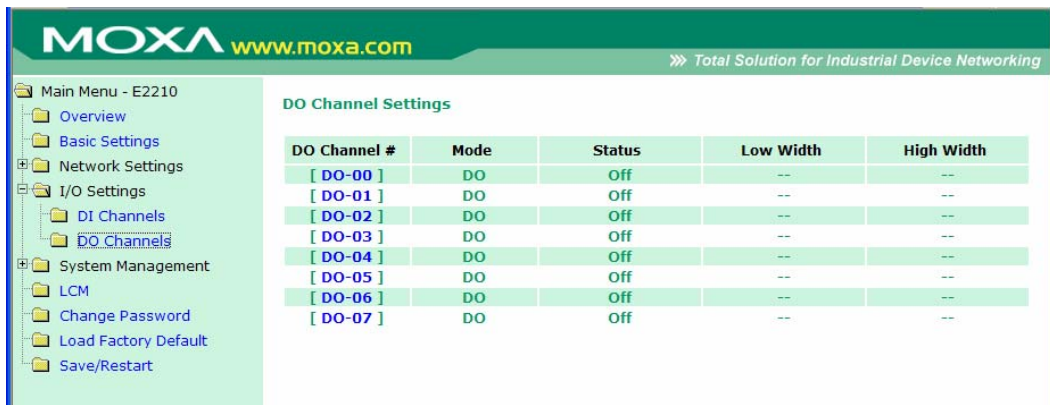 MOXA www.moxa.com
Total Solution for Industrial Device Networking
Main Menu - E2210
Overview
Basic Settings
Network Settings
I/O Settings
DI Channels
DO Channels
System Management
LCM
Change Password
Load Factory Default
Save/Restart
DO Channel Settings
DO Channel # Mode Status Low Width High Width
[ DO-00 ] DO Off -- --
[ DO-01 ] DO Off -- --
[ DO-02 ] DO Off -- --
[ DO-03 ] DO Off -- --
[ DO-04 ] DO Off -- --
[ DO-05 ] DO Off -- --
[ DO-06 ] DO Off -- --
[ DO-07 ] DO Off -- --